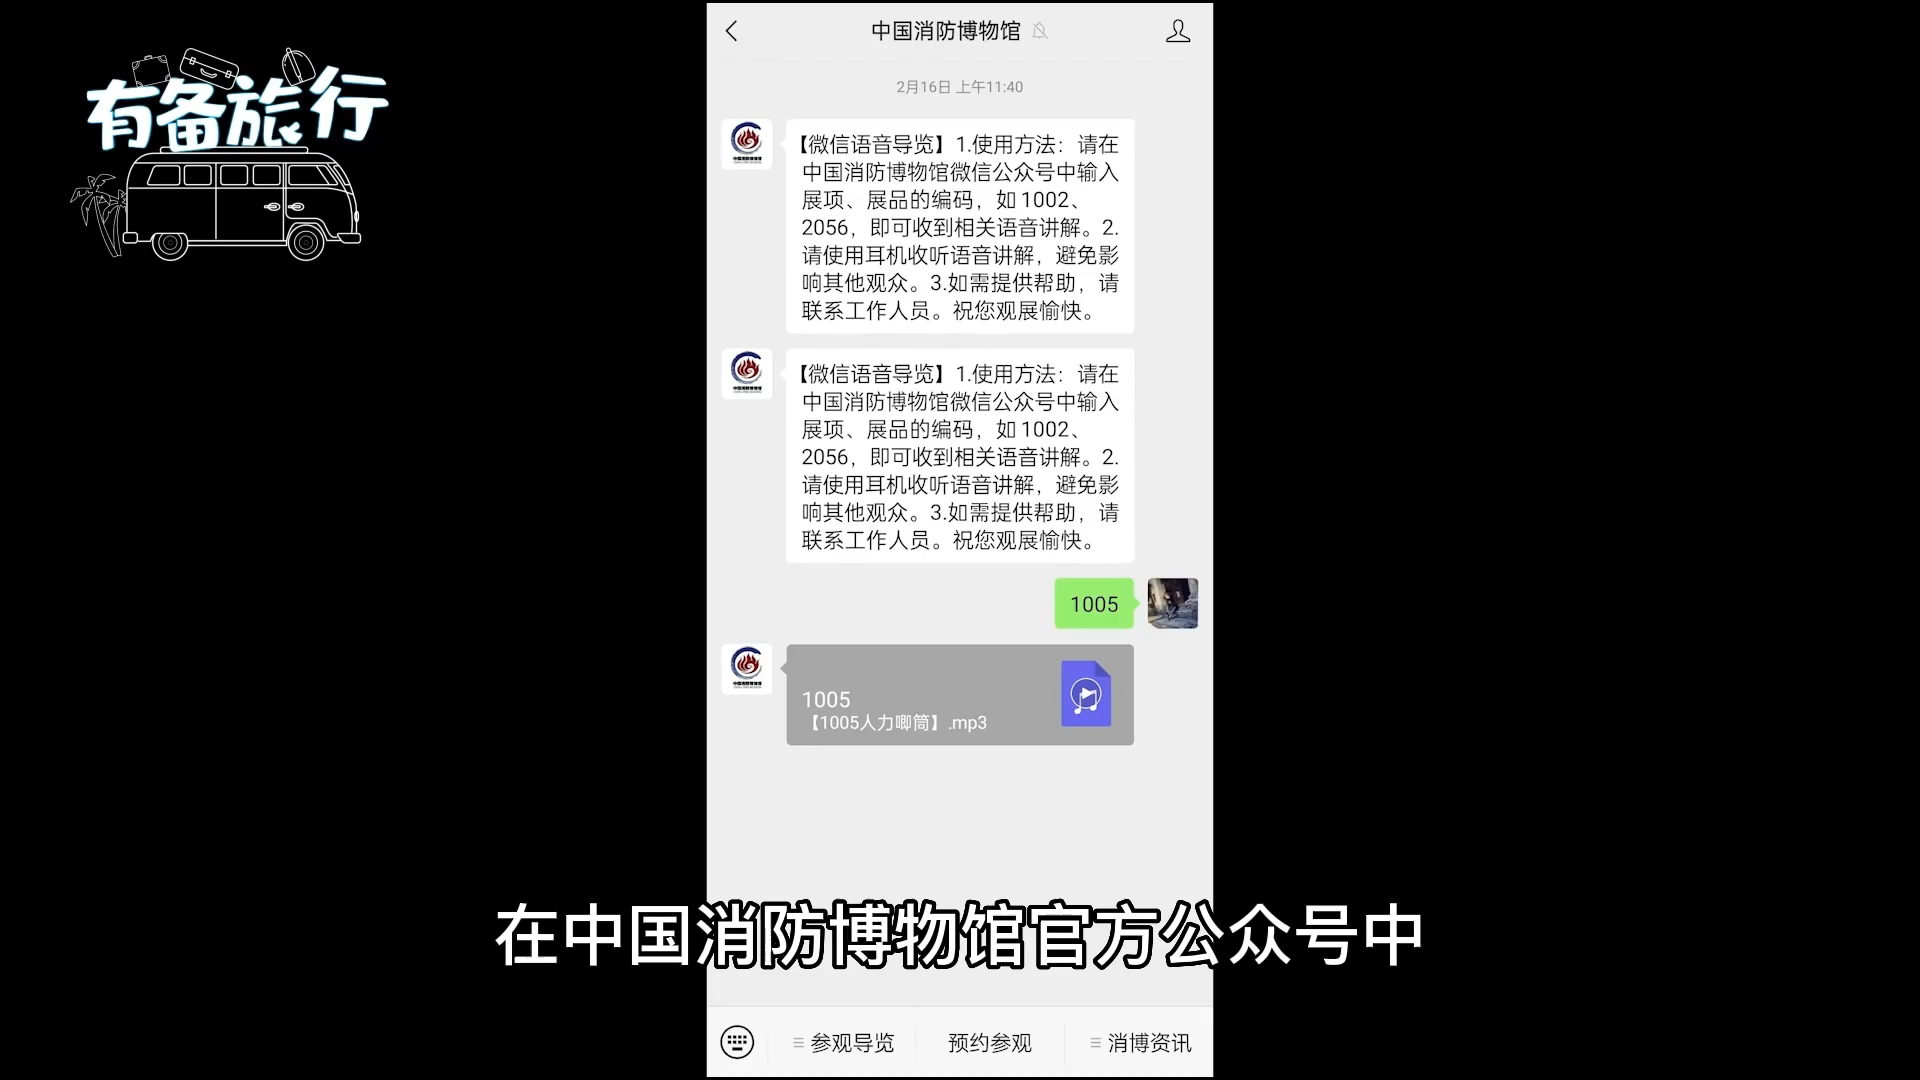 有备旅行
中国消防博物馆
2月16日 上午11:40
【微信语音导览】1.使用方法：请在
中国消防博物馆微信公众号中输入
展项、展品的编码，如1002、
2056，即可收到相关语音讲解。2.
请使用耳机收听语音讲解，避免影
响其他观众。3.如需提供帮助，请
联系工作人员。祝您观展愉快。
【微信语音导览】1.使用方法：请在
中国消防博物馆微信公众号中输入
展项、展品的编码，如1002、
2056，即可收到相关语音讲解。2.
请使用耳机收听语音讲解，避免影
响其他观众。3.如需提供帮助，请
联系工作人员。祝您观展愉快。
1005
1005
【1005人力唧筒】.mp3
在中国消防博物馆官方公众号中
参观导览
预约参观
消博资讯